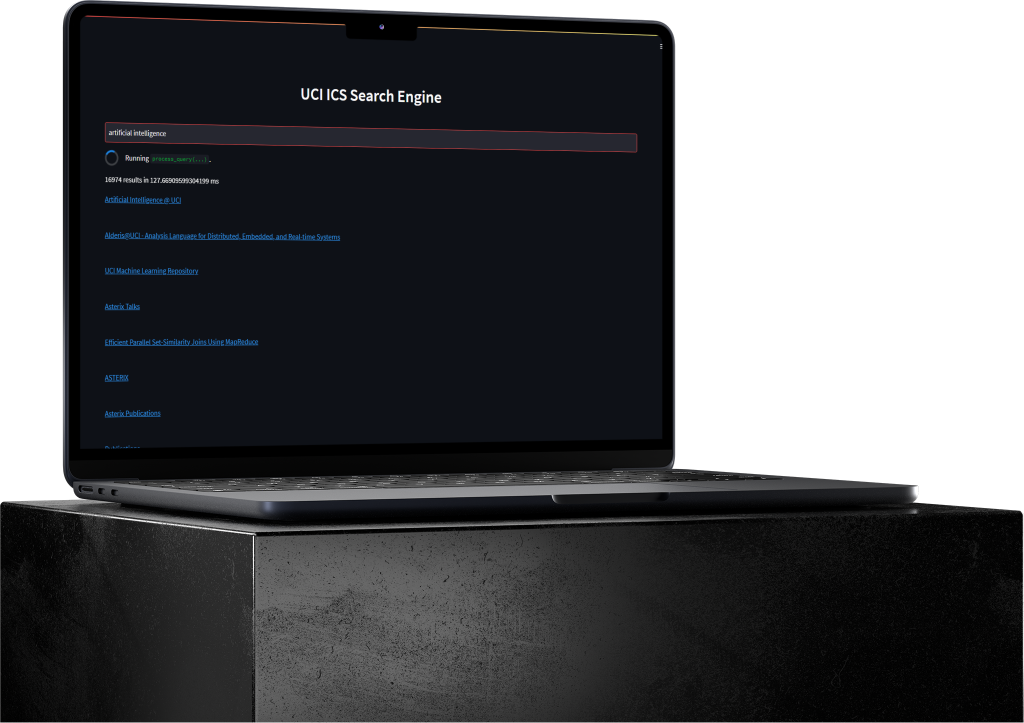 UCI ICS Search Engine
artificial intelligence
Running process_query(...).
16974 results in 127.66909599304199 ms
Artificial Intelligence @ UCI
Alderis@UCI - Analysis Language for Distributed, Embedded, and Real-time Systems
UCI Machine Learning Repository
Asterix Talks
Efficient Parallel Set-Similarity Joins Using MapReduce
ASTERIX
Asterix Publications